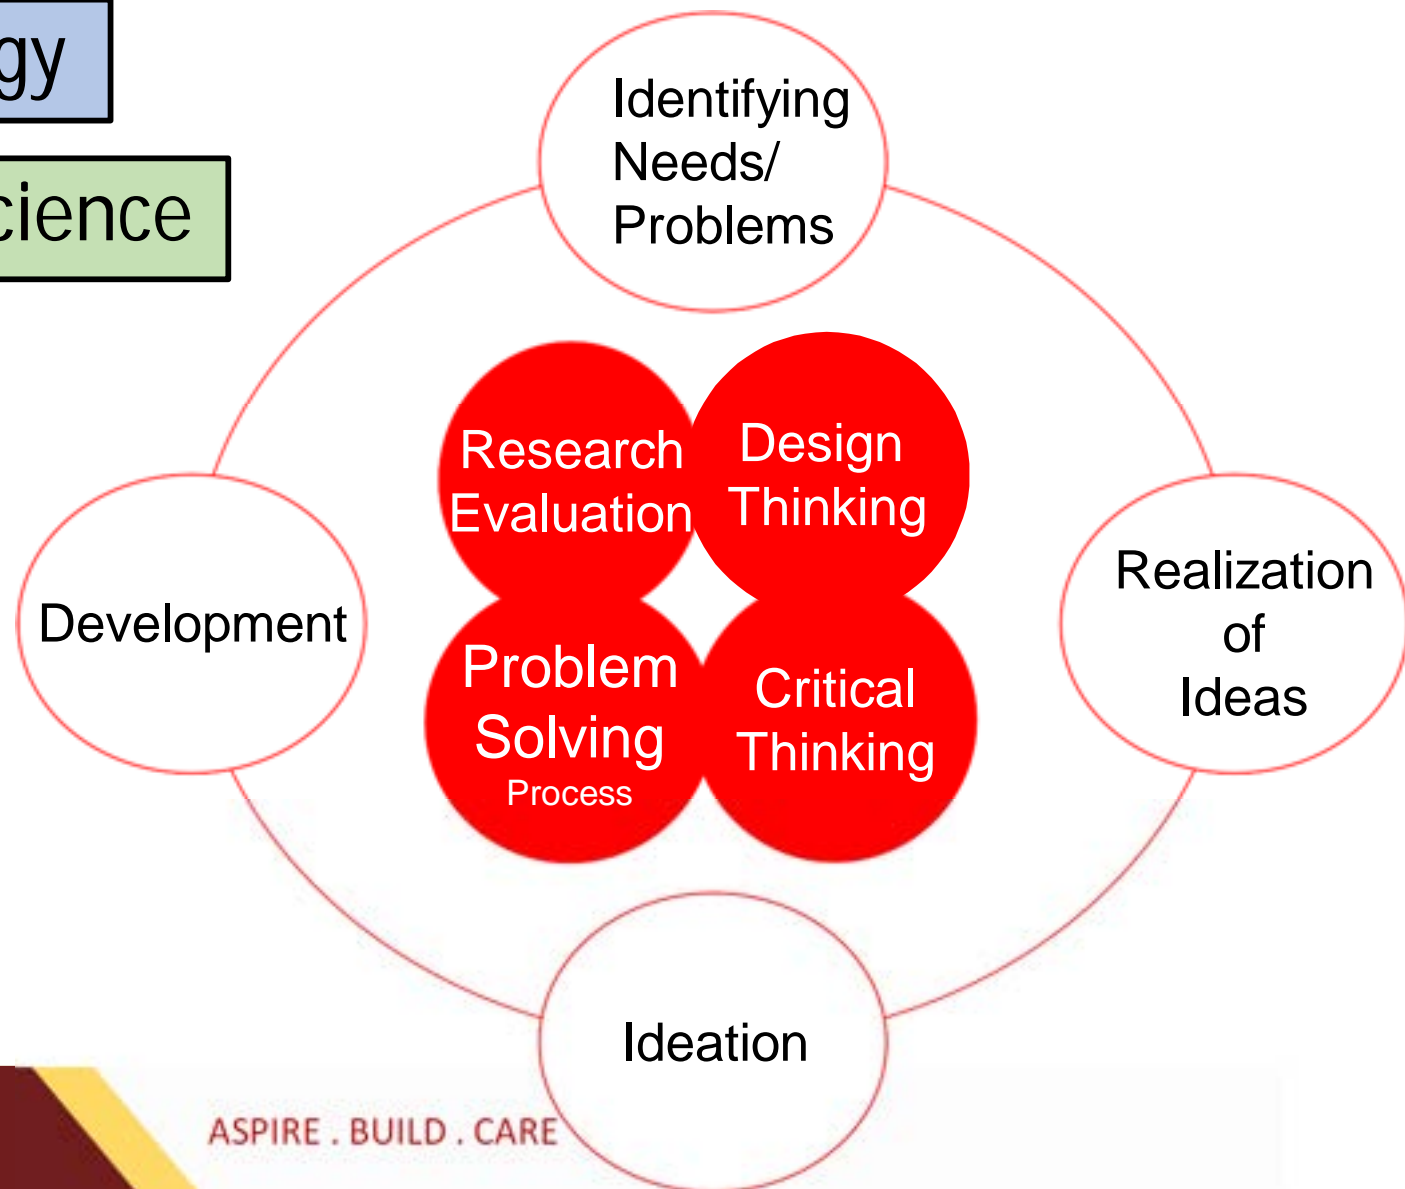 gy
cience
Identifying
Needs/
Problems
Research
Evaluation
Design
Thinking
Development
Realization
of
Ideas
Problem
Solving
Process
Critical
Thinking
Ideation
ASPIRE . BUILD . CARE